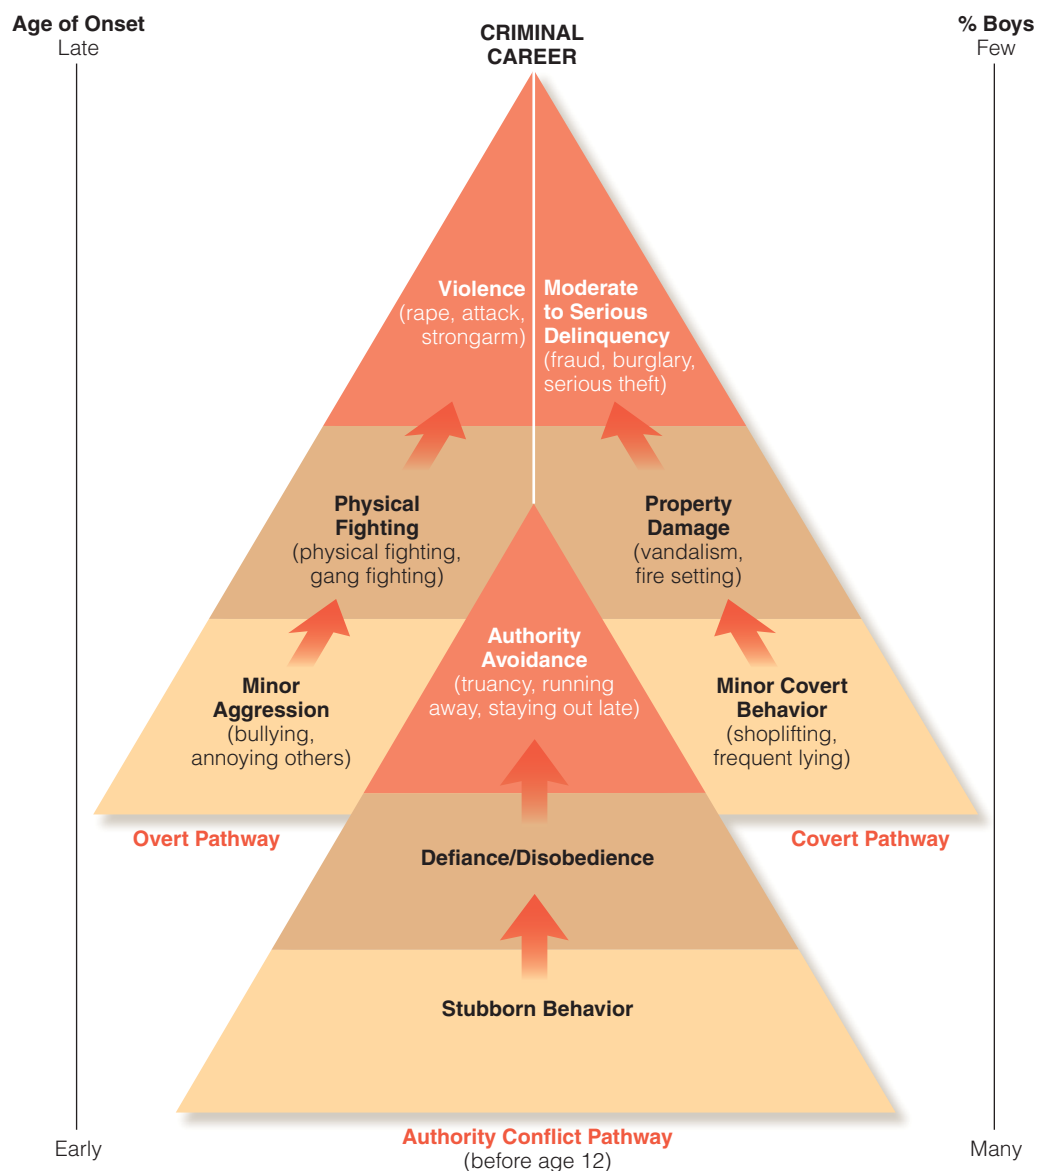 Age of Onset
Late
CRIMINAL
CAREER
% Boys
Few
Violence
(rape, attack,
strongarm)
Moderate
to Serious
Delinquency
(fraud, burglary,
serious theft)
Physical
Fighting
(physical fighting,
gang fighting)
Property
Damage
(vandalism,
fire setting)
Authority
Avoidance
(truancy, running
away, staying out late)
Minor
Aggression
(bullying,
annoying others)
Minor Covert
Behavior
(shoplifting,
frequent lying)
Overt Pathway
Covert Pathway
Defiance/Disobedience
Stubborn Behavior
Early
Authority Conflict Pathway
(before age 12)
Many